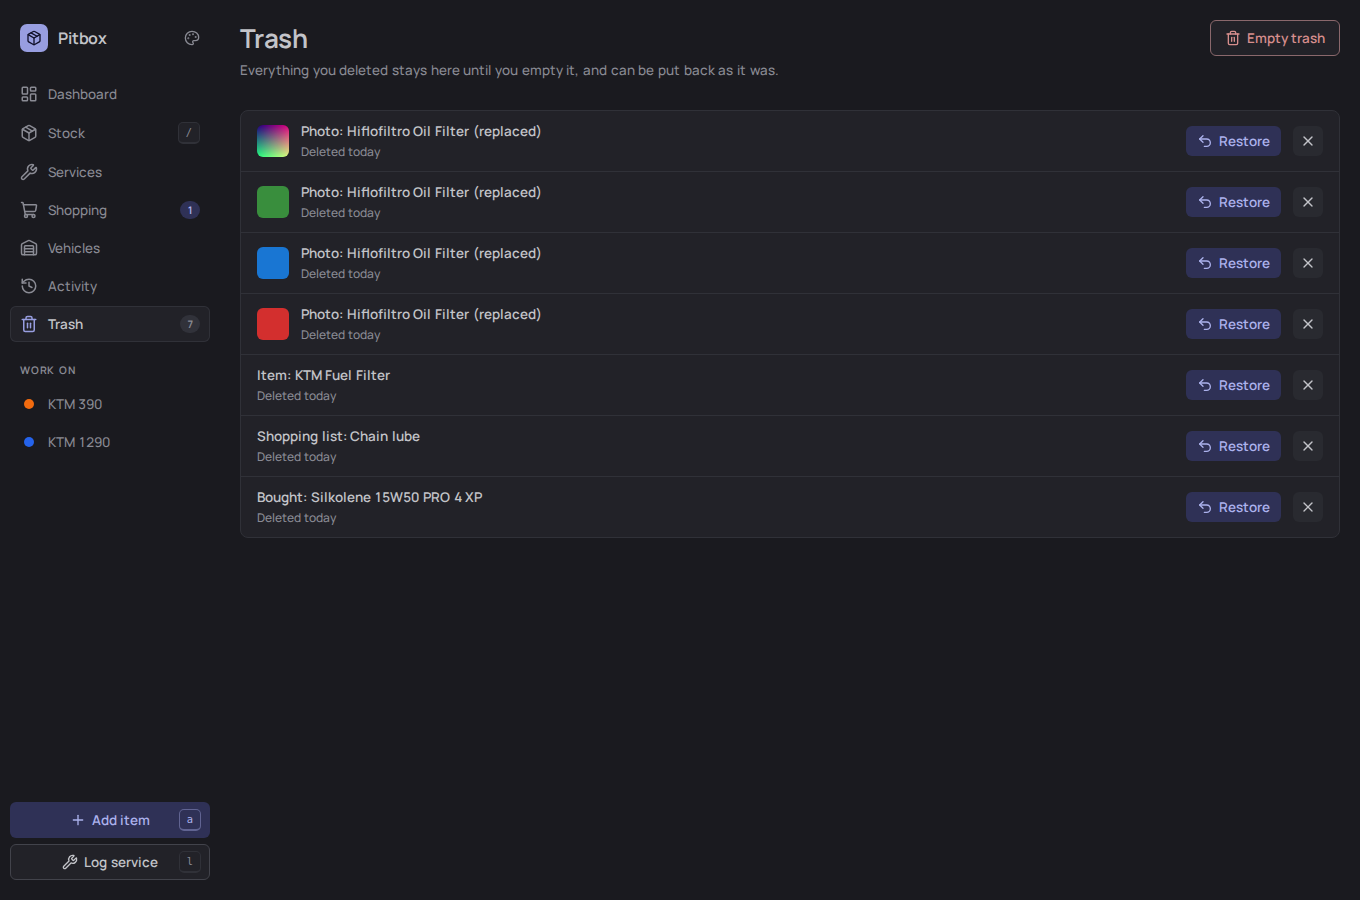 Pitbox
Dashboard
Stock /
Services
Shopping 1
Vehicles
Activity
Trash 7
WORK ON
KTM 390
KTM 1290
Add item a
Log service l
Trash
Empty trash
Everything you deleted stays here until you empty it, and can be put back as it was.
Photo: Hiflofiltro Oil Filter (replaced)
Deleted today
Restore
Photo: Hiflofiltro Oil Filter (replaced)
Deleted today
Restore
Photo: Hiflofiltro Oil Filter (replaced)
Deleted today
Restore
Photo: Hiflofiltro Oil Filter (replaced)
Deleted today
Restore
Item: KTM Fuel Filter
Deleted today
Restore
Shopping list: Chain lube
Deleted today
Restore
Bought: Silkolene 15W50 PRO 4 XP
Deleted today
Restore